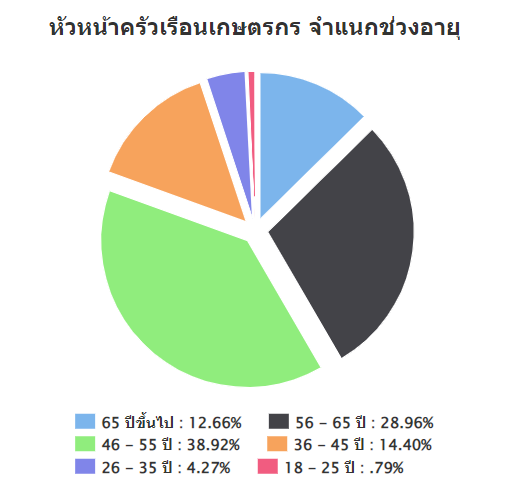 หัวหน้าครัวเรือนเกษตรกร จำแนกช่วงอายุ
65 ปีขึ้นไป : 12.66% 56 - 65 ปี : 28.96%
46 - 55 ปี : 38.92% 36 - 45 ปี : 14.40%
26 - 35 ปี : 4.27% 18 - 25 ปี : .79%